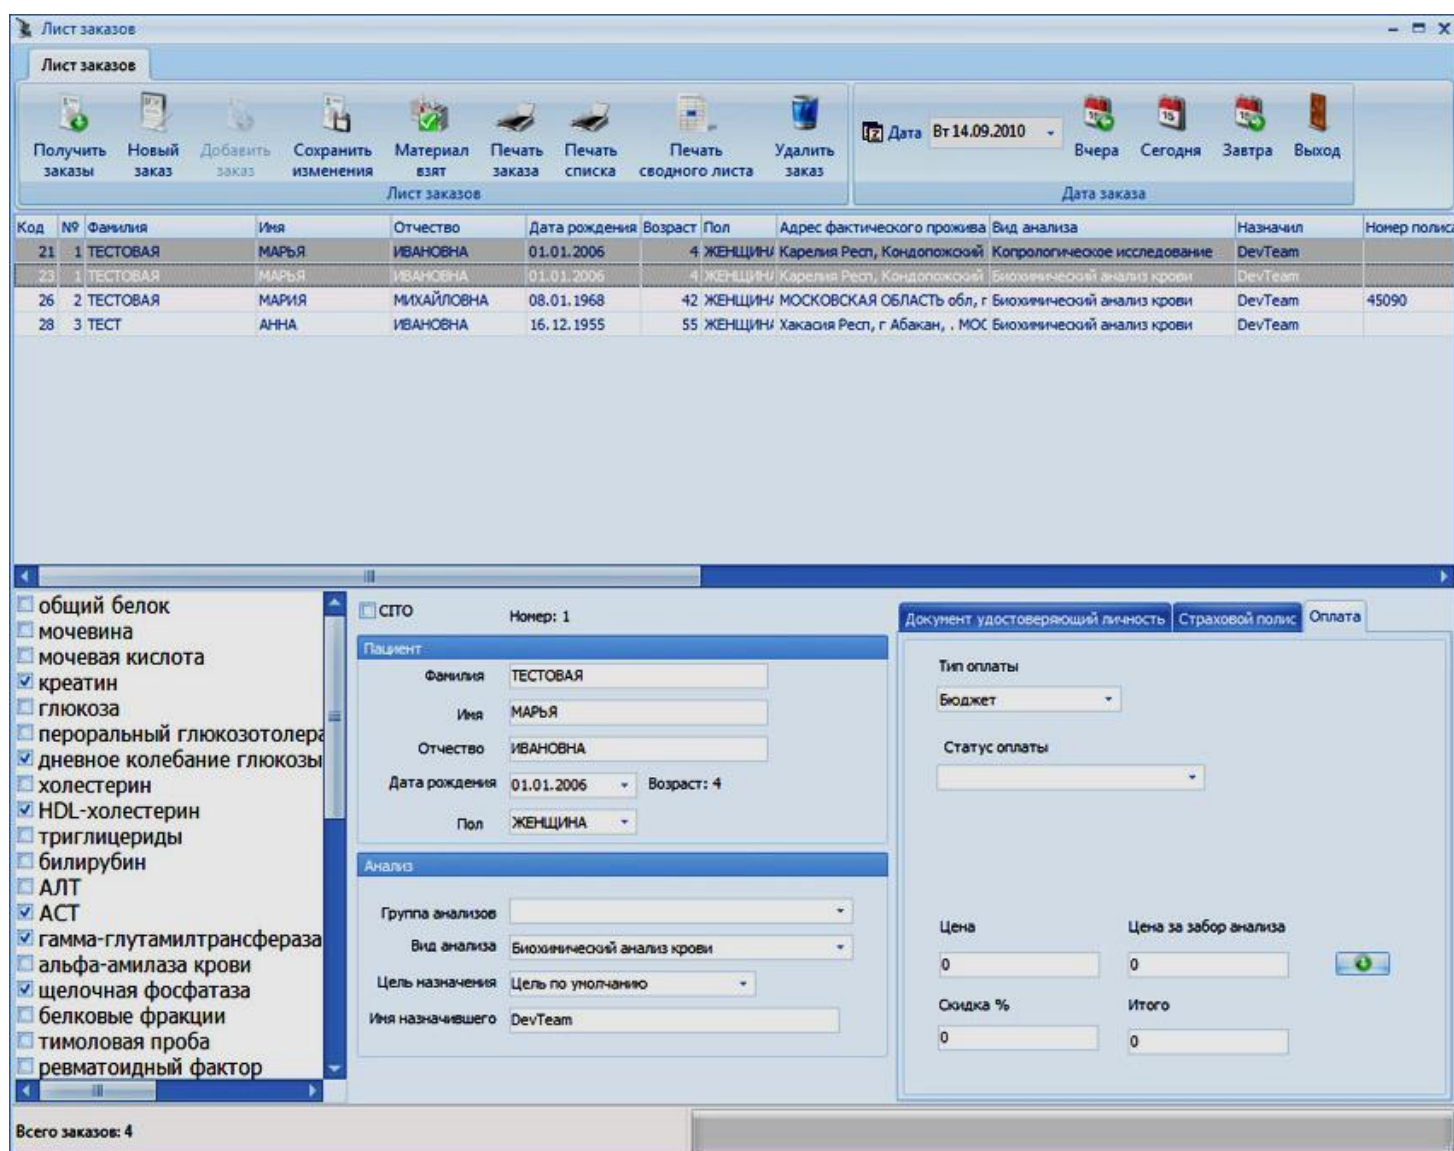 Лист заказов
Лист заказов
Получить заказы
Новый заказ
Добавить заказ
Сохранить изменения
Материал взят
Печать заказа
Печать списка
Печать сводного листа
Удалить заказ
Лист заказов
Дата Вт 14.09.2010
Вчера
Сегодня
Завтра
Выход
Дата заказа
Код № Фамилия Имя Отчество Дата рождения Возраст Пол Адрес фактического прожива Вид анализа Назначил Номер полиса
21 1 ТЕСТОВАЯ МАРЬЯ ИВАНОВНА 01.01.2006 4 ЖЕНЩИНА Карелия Респ, Кондопожский Копрологическое исследование DevTeam
23 1 ТЕСТОВАЯ МАРЬЯ ИВАНОВНА 01.01.2006 4 ЖЕНЩИНА Карелия Респ, Кондопожский Биохимический анализ крови DevTeam
26 2 ТЕСТОВАЯ МАРИЯ МИХАЙЛОВНА 08.01.1968 42 ЖЕНЩИНА МОСКОВСКАЯ ОБЛАСТЬ обл, г Биохимический анализ крови DevTeam 45090
28 3 ТЕСТ АННА ИВАНОВНА 16.12.1955 55 ЖЕНЩИНА Хакасия Респ, г Абакан, . МОС Биохимический анализ крови DevTeam
общий белок
мочевина
мочевая кислота
креатин
глюкоза
пероральный глюкозотолера
дневное колебание глюкозы
холестерин
HDL-холестерин
триглицериды
билирубин
АЛТ
АСТ
гамма-глутамилтрансфераза
альфа-амилаза крови
щелочная фосфатаза
белковые фракции
тимоловая проба
ревматоидный фактор
CITO Номер: 1
Пациент
Фамилия ТЕСТОВАЯ
Имя МАРЬЯ
Отчество ИВАНОВНА
Дата рождения 01.01.2006 Возраст: 4
Пол ЖЕНЩИНА
Анализ
Группа анализов
Вид анализа Биохимический анализ крови
Цель назначения Цель по умолчанию
Имя назначившего DevTeam
Документ удостоверяющий личность Страховой полис Оплата
Тип оплаты
Бюджет
Статус оплаты
Цена Цена за забор анализа
0 0
Скидка % Итого
0 0
Всего заказов: 4